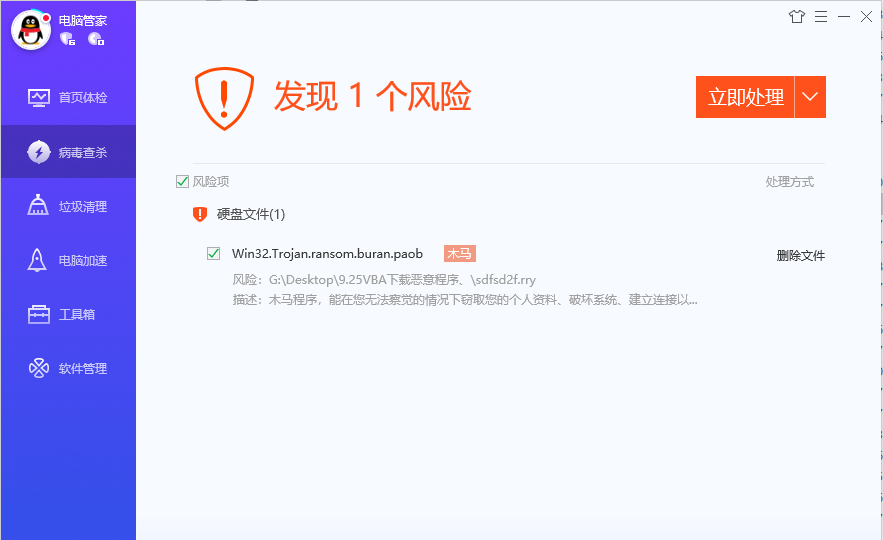 电脑管家
6
0
首页体检
病毒查杀
垃圾清理
电脑加速
工具箱
软件管理
发现 1 个风险
立即处理
风险项
处理方式
硬盘文件(1)
Win32.Trojan.ransom.buran.paob
木马
删除文件
风险：G:\Desktop\9.25VBA下载恶意程序、\sdfsd2f.rry
描述：木马程序，能在您无法察觉的情况下窃取您的个人资料、破坏系统、建立连接以...